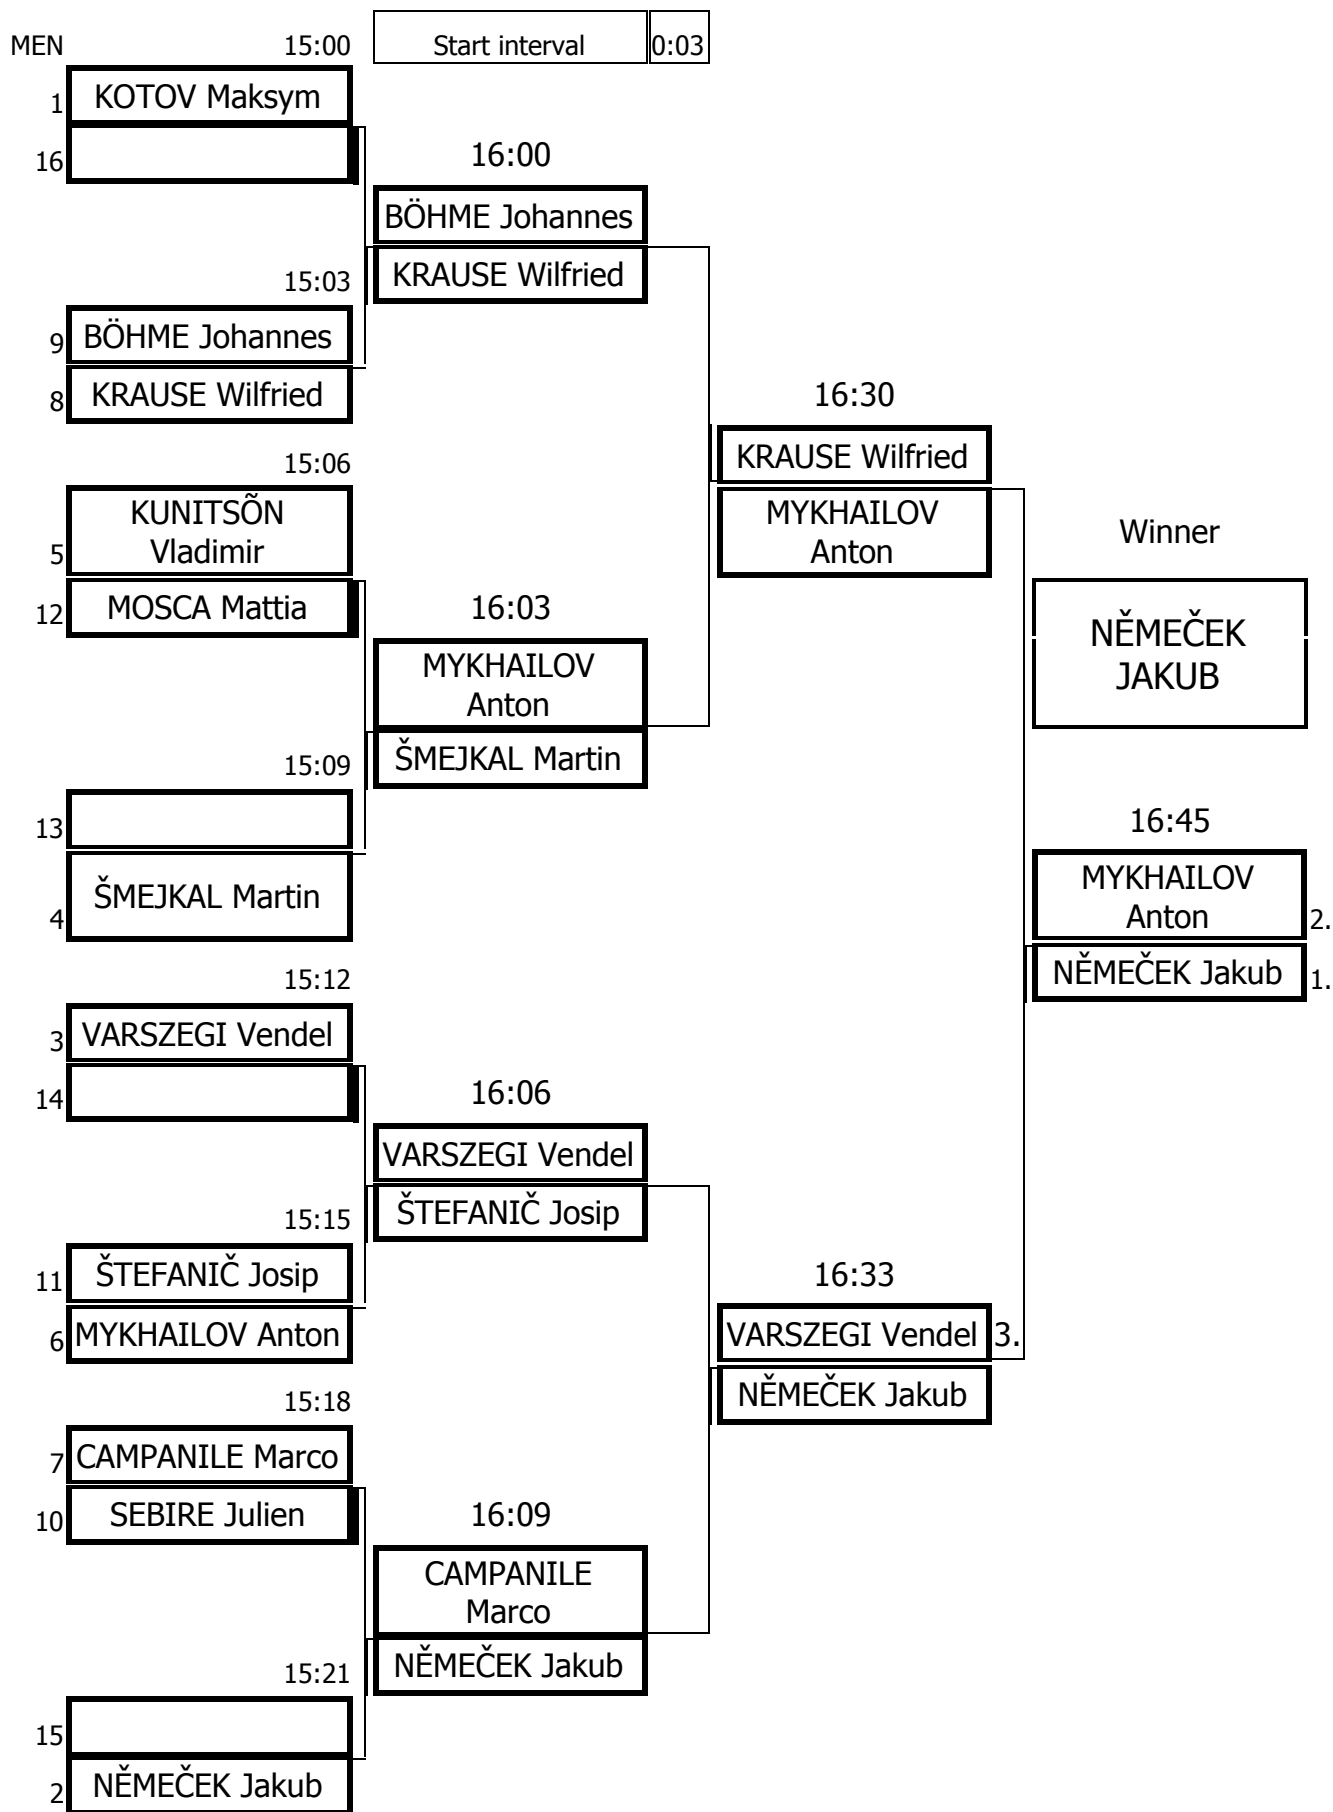 MEN 15:00 Start interval 0:03
1 KOTOV Maksym
16
16:00
BÖHME Johannes
KRAUSE Wilfried
15:03
9 BÖHME Johannes
8 KRAUSE Wilfried
16:30
KRAUSE Wilfried
MYKHAILOV
Anton
15:06
KUNITSÕN
5 Vladimir
12 MOSCA Mattia
Winner
NĚMEČEK
JAKUB
16:03
MYKHAILOV
Anton
ŠMEJKAL Martin
15:09
13
4 ŠMEJKAL Martin
16:45
MYKHAILOV
Anton 2.
NĚMEČEK Jakub 1.
15:12
3 VARSZEGI Vendel
14
16:06
VARSZEGI Vendel
ŠTEFANIČ Josip
15:15
11 ŠTEFANIČ Josip
6 MYKHAILOV Anton
16:33
VARSZEGI Vendel 3.
NĚMEČEK Jakub
15:18
7 CAMPANILE Marco
10 SEBIRE Julien
16:09
CAMPANILE
Marco
NĚMEČEK Jakub
15:21
15
2 NĚMEČEK Jakub